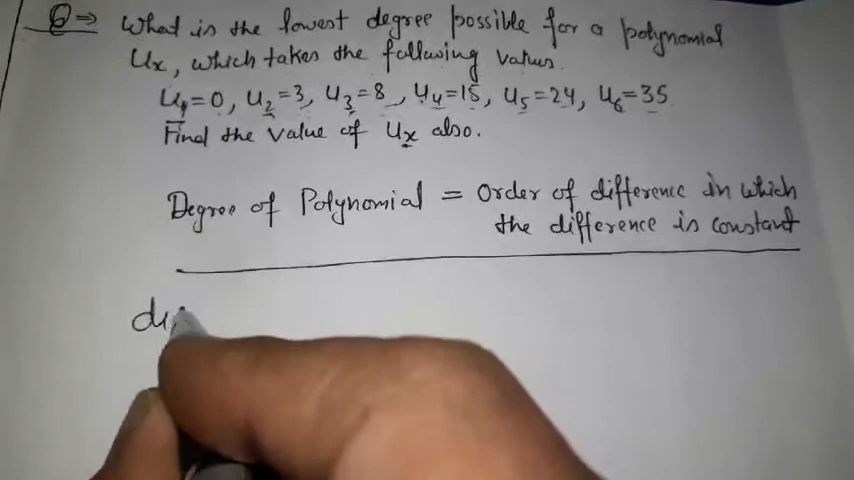 Q⇒ What is the lowest degree possible for a polynomial
Ux, which takes the following values.
U1=0, U2=3, U3=8, U4=15, U5=24, U6=35
Find the value of Ux also.
Degree of Polynomial = Order of difference in which
the difference is constant
di